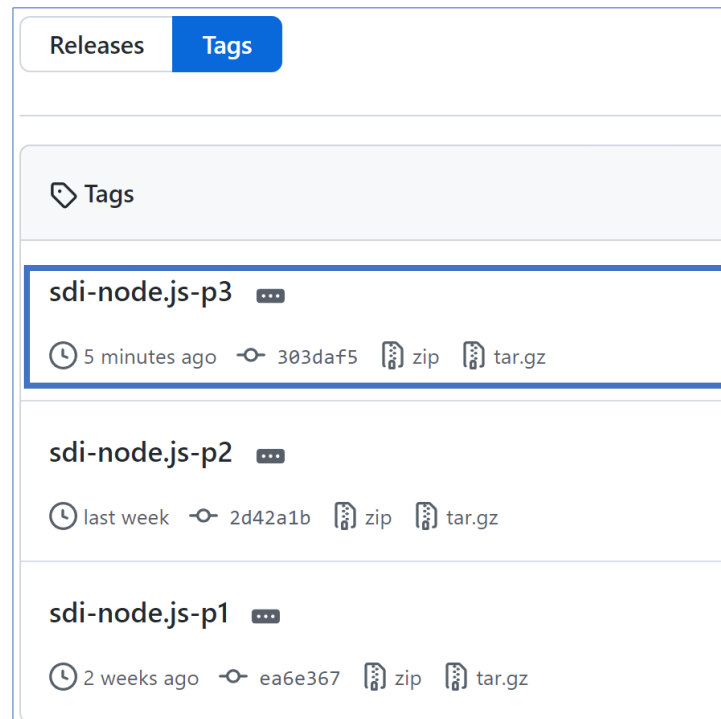 Releases Tags
Tags
sdi-node.js-p3
5 minutes ago 303daf5 zip tar.gz
sdi-node.js-p2
last week 2d42a1b zip tar.gz
sdi-node.js-p1
2 weeks ago ea6e367 zip tar.gz